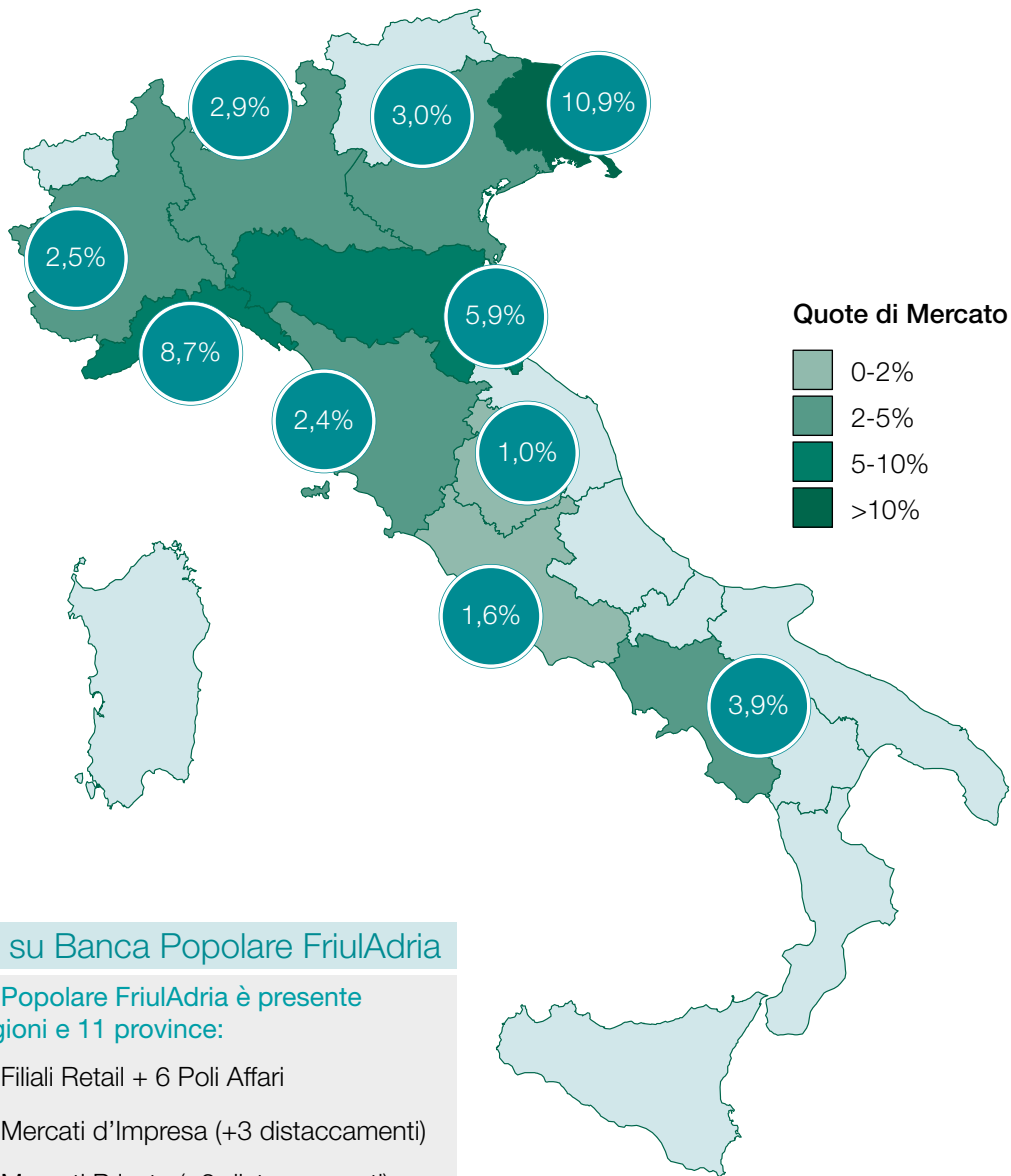 2,9%
3,0%
10,9%
2,5%
5,9%
8,7%
2,4%
1,0%
1,6%
3,9%
Quote di Mercato
0-2%
2-5%
5-10%
>10%
su Banca Popolare FriulAdria
Popolare FriulAdria è presente
gioni e 11 province:
Filiali Retail + 6 Poli Affari
Mercati d'Impresa (+3 distaccamenti)